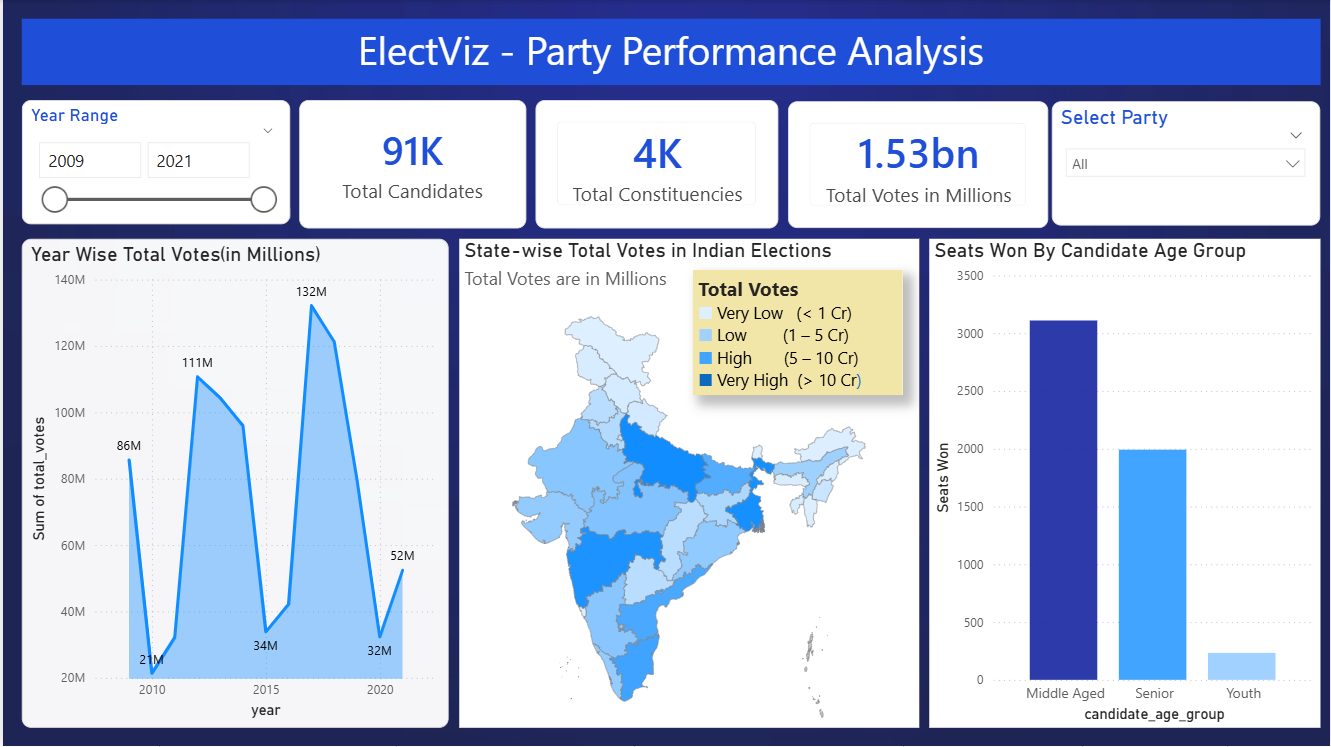 ElectViz - Party Performance Analysis
Year Range
2009 2021
91K
Total Candidates
4K
Total Constituencies
1.53bn
Total Votes in Millions
Select Party
All
Year Wise Total Votes(in Millions)
Sum of total_votes
140M
120M
100M
80M
60M
40M
20M
86M
21M
111M
34M
132M
32M
52M
2010 2015 2020
year
State-wise Total Votes in Indian Elections
Total Votes are in Millions
Total Votes
Very Low (< 1 Cr)
Low (1 – 5 Cr)
High (5 – 10 Cr)
Very High (> 10 Cr)
Seats Won By Candidate Age Group
Seats Won
3500
3000
2500
2000
1500
1000
500
0
Middle Aged Senior Youth
candidate_age_group